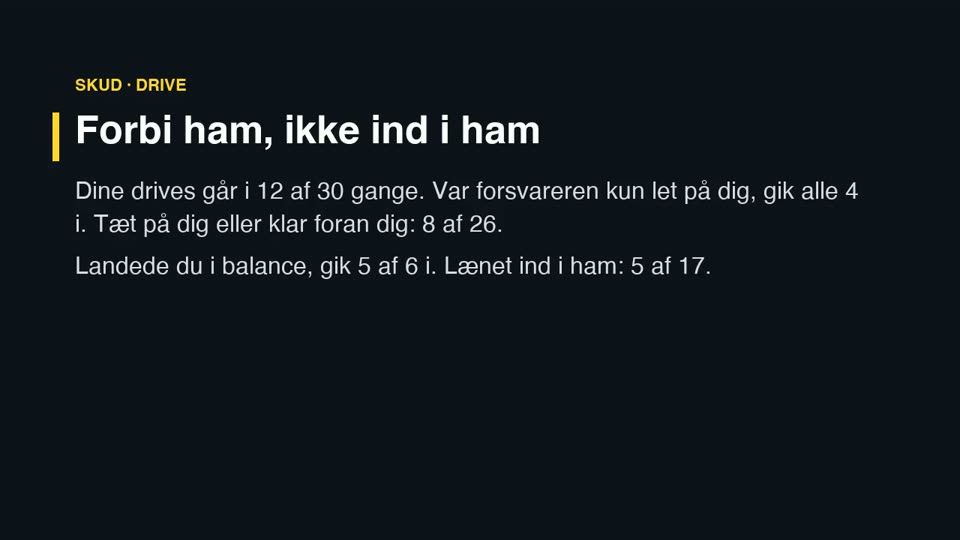 SKUD · DRIVE
Forbi ham, ikke ind i ham
Dine drives går i 12 af 30 gange. Var forsvareren kun let på dig, gik alle 4
i. Tæt på dig eller klar foran dig: 8 af 26.
Landede du i balance, gik 5 af 6 i. Lænet ind i ham: 5 af 17.